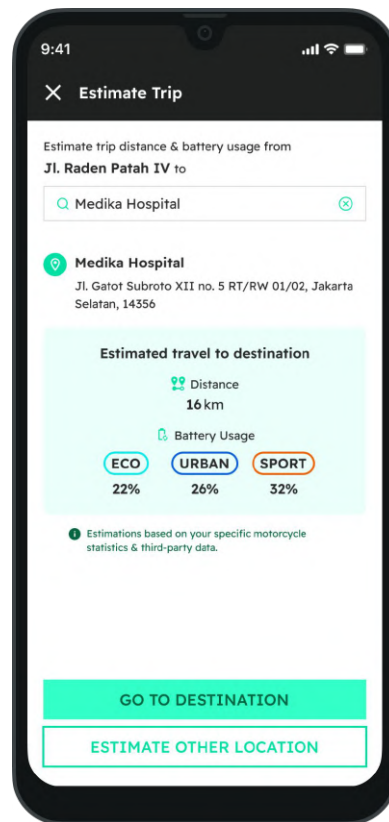 9:41
Estimate Trip
Estimate trip distance & battery usage from
Jl. Raden Patah IV to
Medika Hospital
Medika Hospital
Jl. Gatot Subroto XII no. 5 RT/RW 01/02, Jakarta
Selatan, 14356
Estimated travel to destination
Distance
16 km
Battery Usage
ECO URBAN SPORT
22% 26% 32%
Estimations based on your specific motorcycle
statistics & third-party data.
GO TO DESTINATION
ESTIMATE OTHER LOCATION